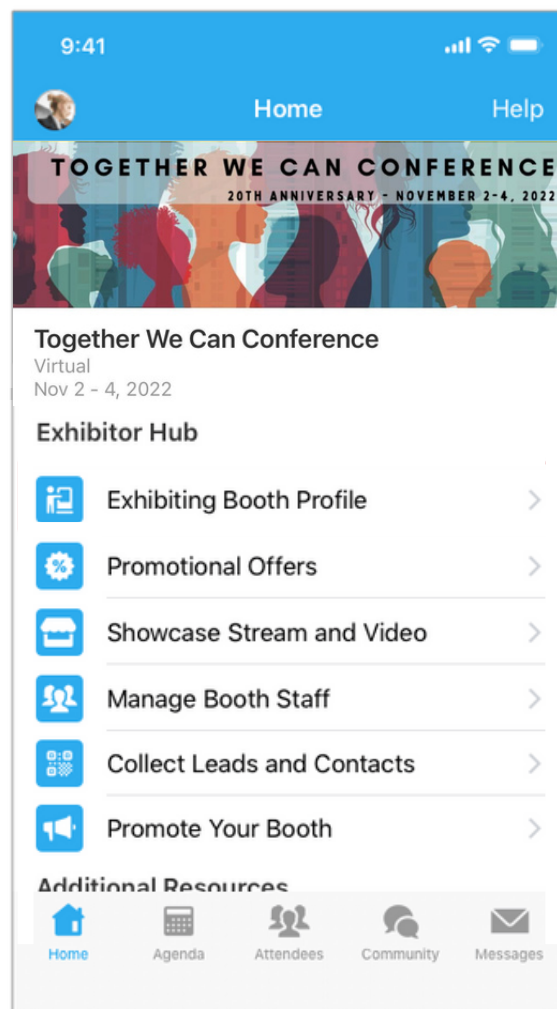 9:41
Home
Help
TOGETHER WE CAN CONFERENCE
20TH ANNIVERSARY - NOVEMBER 2-4, 2022
Together We Can Conference
Virtual
Nov 2 - 4, 2022
Exhibitor Hub
Exhibiting Booth Profile
Promotional Offers
Showcase Stream and Video
Manage Booth Staff
Collect Leads and Contacts
Promote Your Booth
Additional Resources
Home
Agenda
Attendees
Community
Messages